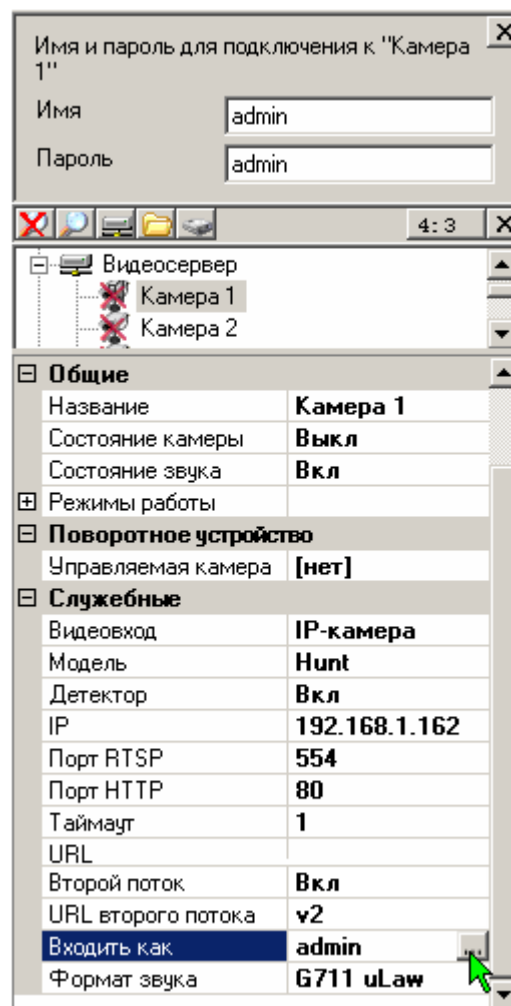 Имя и пароль для подключения к "Камера
1"
Имя admin
Пароль admin
4: 3
Видеосервер
Камера 1
Камера 2
Общие
Название Камера 1
Состояние камеры Выкл
Состояние звука Вкл
Режимы работы
Поворотное устройство
Управляемая камера [нет]
Служебные
Видеовход IP-камера
Модель Hunt
Детектор Вкл
IP 192.168.1.162
Порт RTSP 554
Порт HTTP 80
Таймаут 1
URL
Второй поток Вкл
URL второго потока v2
Входить как admin ...
Формат звука G711 uLaw